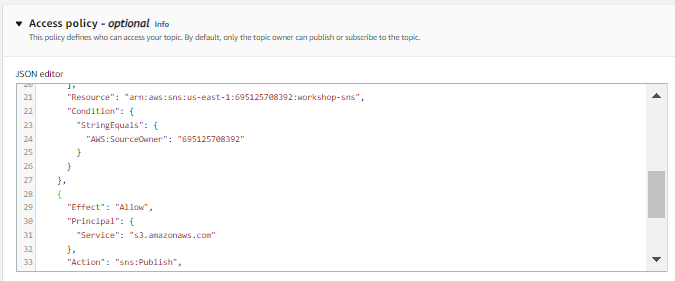 Access policy - optional Info
This policy defines who can access your topic. By default, only the topic owner can publish or subscribe to the topic.
JSON editor
20 ],
21 "Resource": "arn:aws:sns:us-east-1:695125708392:workshop-sns",
22 "Condition": {
23 "StringEquals": {
24 "AWS:SourceOwner": "695125708392"
25 }
26 }
27 },
28 {
29 "Effect": "Allow",
30 "Principal": {
31 "Service": "s3.amazonaws.com"
32 },
33 "Action": "sns:Publish",